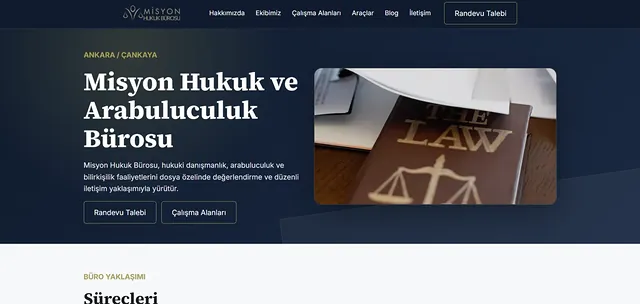 MİSYON
HUKUK BÜROSU
Hakkımızda Ekibimiz Çalışma Alanları Araçlar Blog İletişim Randevu Talebi
ANKARA / ÇANKAYA
Misyon Hukuk ve
Arabuluculuk
Bürosu
Misyon Hukuk Bürosu, hukuki danışmanlık, arabuluculuk ve
bilirkişilik faaliyetlerini dosya özelinde değerlendirme ve düzenli
iletişim yaklaşımıyla yürütür.
Randevu Talebi Çalışma Alanları
THE
LAW
BÜRO YAKLAŞIMI
Süreçleri